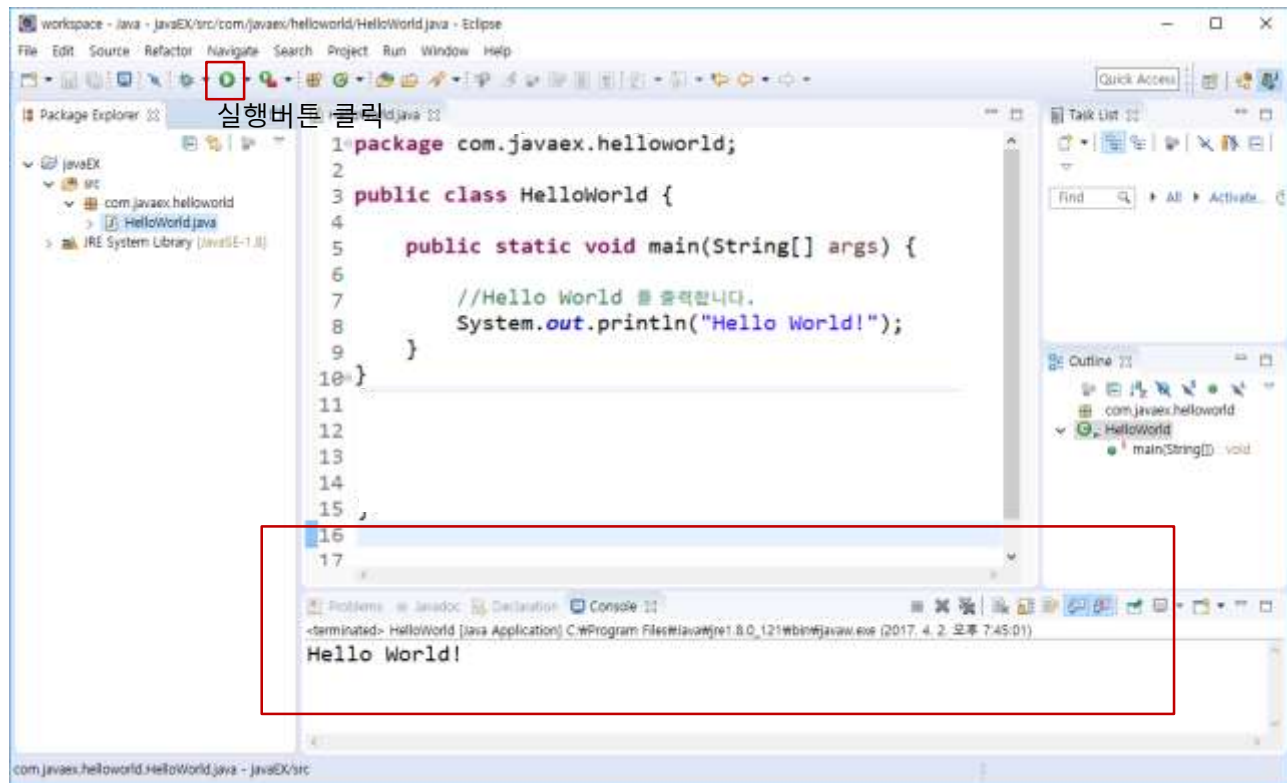 workspace - Java - javaEX/src/com/javaex/helloworld/HelloWorld.java - Eclipse
File Edit Source Refactor Navigate Search Project Run Window Help
Quick Access
실행버튼 클릭
Package Explorer
javaEX
src
com.javaex.helloworld
HelloWorld.java
JRE System Library [JavaSE-1.8]
1 package com.javaex.helloworld;
2
3 public class HelloWorld {
4
5 public static void main(String[] args) {
6
7 //Hello World 를 출력합니다.
8 System.out.println("Hello World!");
9 }
10 }
11
12
13
14
15 ,
16
17
Task List
Find All Activate...
Outline
com.javaex.helloworld
HelloWorld
main(String[]) : void
Problems Javadoc Declaration Console
<terminated> HelloWorld [Java Application] C:₩Program Files₩Java₩jre1.8.0_121₩bin₩javaw.exe (2017. 4. 2. 오후 7:45:01)
Hello World!
com.javaex.helloworld.HelloWorld.java - javaEX/src